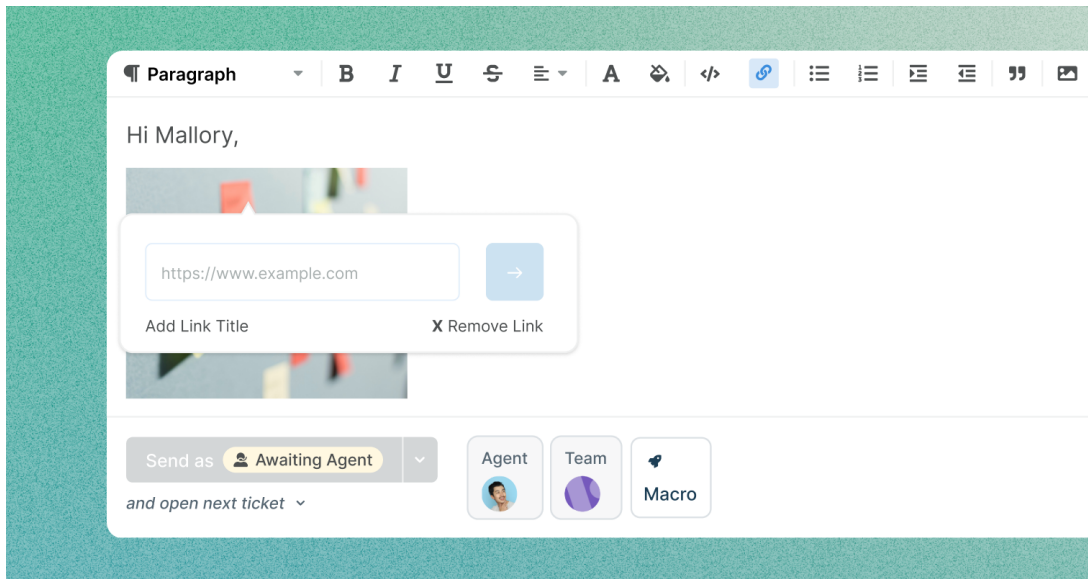 Paragraph
Hi Mallory,
https://www.example.com
Add Link Title
X Remove Link
Send as Awaiting Agent
and open next ticket
Agent
Team
Macro